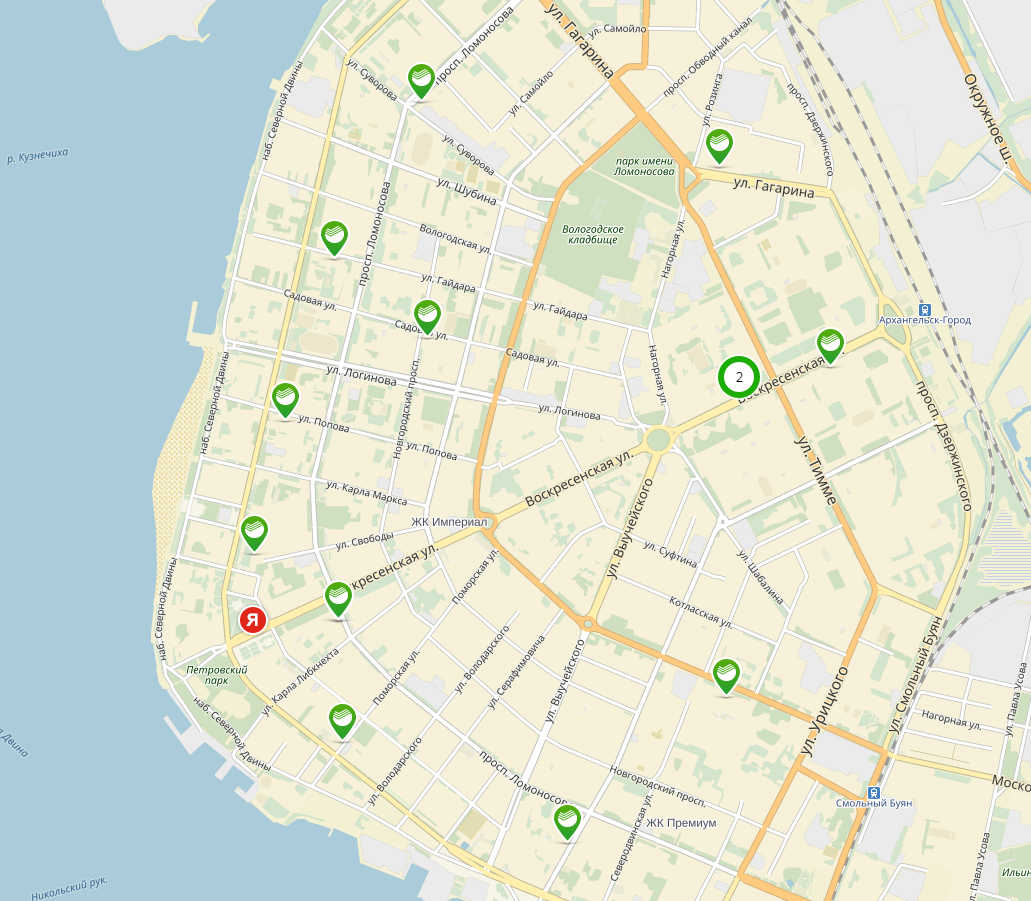 ул. Гагарина
ул. Самойло
просп. Ломоносова
просп. Обводный канал
ул. Суворова
ул. Самойло
ул. Розинга
просп. Дзержинского
Окружное ш.
наб. Северной Двины
р. Кузнечиха
ул. Суворова
парк имени
Ломоносова
ул. Гагарина
ул. Шубина
просп. Ломоносова
Вологодская ул.
Вологодское
кладбище
Нагорная ул.
ул. Гайдара
ул. Гайдара
Садовая ул.
Садовая ул.
Садовая ул.
Архангельск-Город
Нагорная ул.
наб. Северной Двины
ул. Логинова
Новгородский просп.
2
Воскресенская ул.
просп. Дзержинского
ул. Логинова
ул. Попова
ул. Попова
ул. Тимме
Воскресенская ул.
ул. Карла Маркса
ЖК Империал
ул. Выучейского
ул. Свободы
Воскресенская ул.
Поморская ул.
ул. Суфтина
ул. Шабалина
наб. Северной Двины
Котласская ул.
Я
Петровский
парк
ул. Карла Либкнехта
Поморская ул.
ул. Володарского
ул. Серафимовича
ул. Выучейского
ул. Урицкого
ул. Смольный Буян
ул. Павла Усова
Нагорная ул.
наб. Северной Двины
ул. Володарского
просп. Ломоносова
Новгородский просп.
Моско
Смольный Буян
ЖК Премиум
Северодвинская ул.
ул. Павла Усова
Двина
Никольский рук.
Ильин